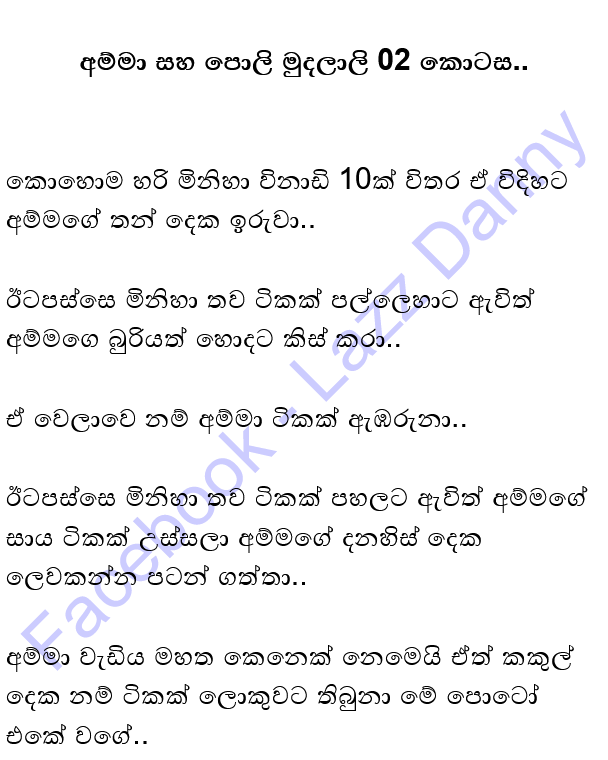 අම්මා සහ පොලි මුදලාලි 02 කොටස..
කොහොම හරි මිනිහා විනාඩි 10ක් විතර ඒ විදිහට
අම්මගේ තන් දෙක ඉරුවා..
ඊටපස්සෙ මිනිහා තව ටිකක් පල්ලෙහාට ඇවිත්
අම්මගෙ බුරියත් හොදට කිස් කරා..
ඒ වෙලාවෙ නම් අම්මා ටිකක් ඇඹරුනා..
ඊටපස්සෙ මිනිහා තව ටිකක් පහලට ඇවිත් අම්මගේ
සාය ටිකක් උස්සලා අම්මගේ දනහිස් දෙක
ලෙවකන්න පටන් ගත්තා..
අම්මා වැඩිය මහත කෙනෙක් නෙමෙයි ඒත් කකුල්
දෙක නම් ටිකක් ලොකුවට තිබුනා මේ පොටෝ
එකේ වගේ..
Facebook - Lazz Danny